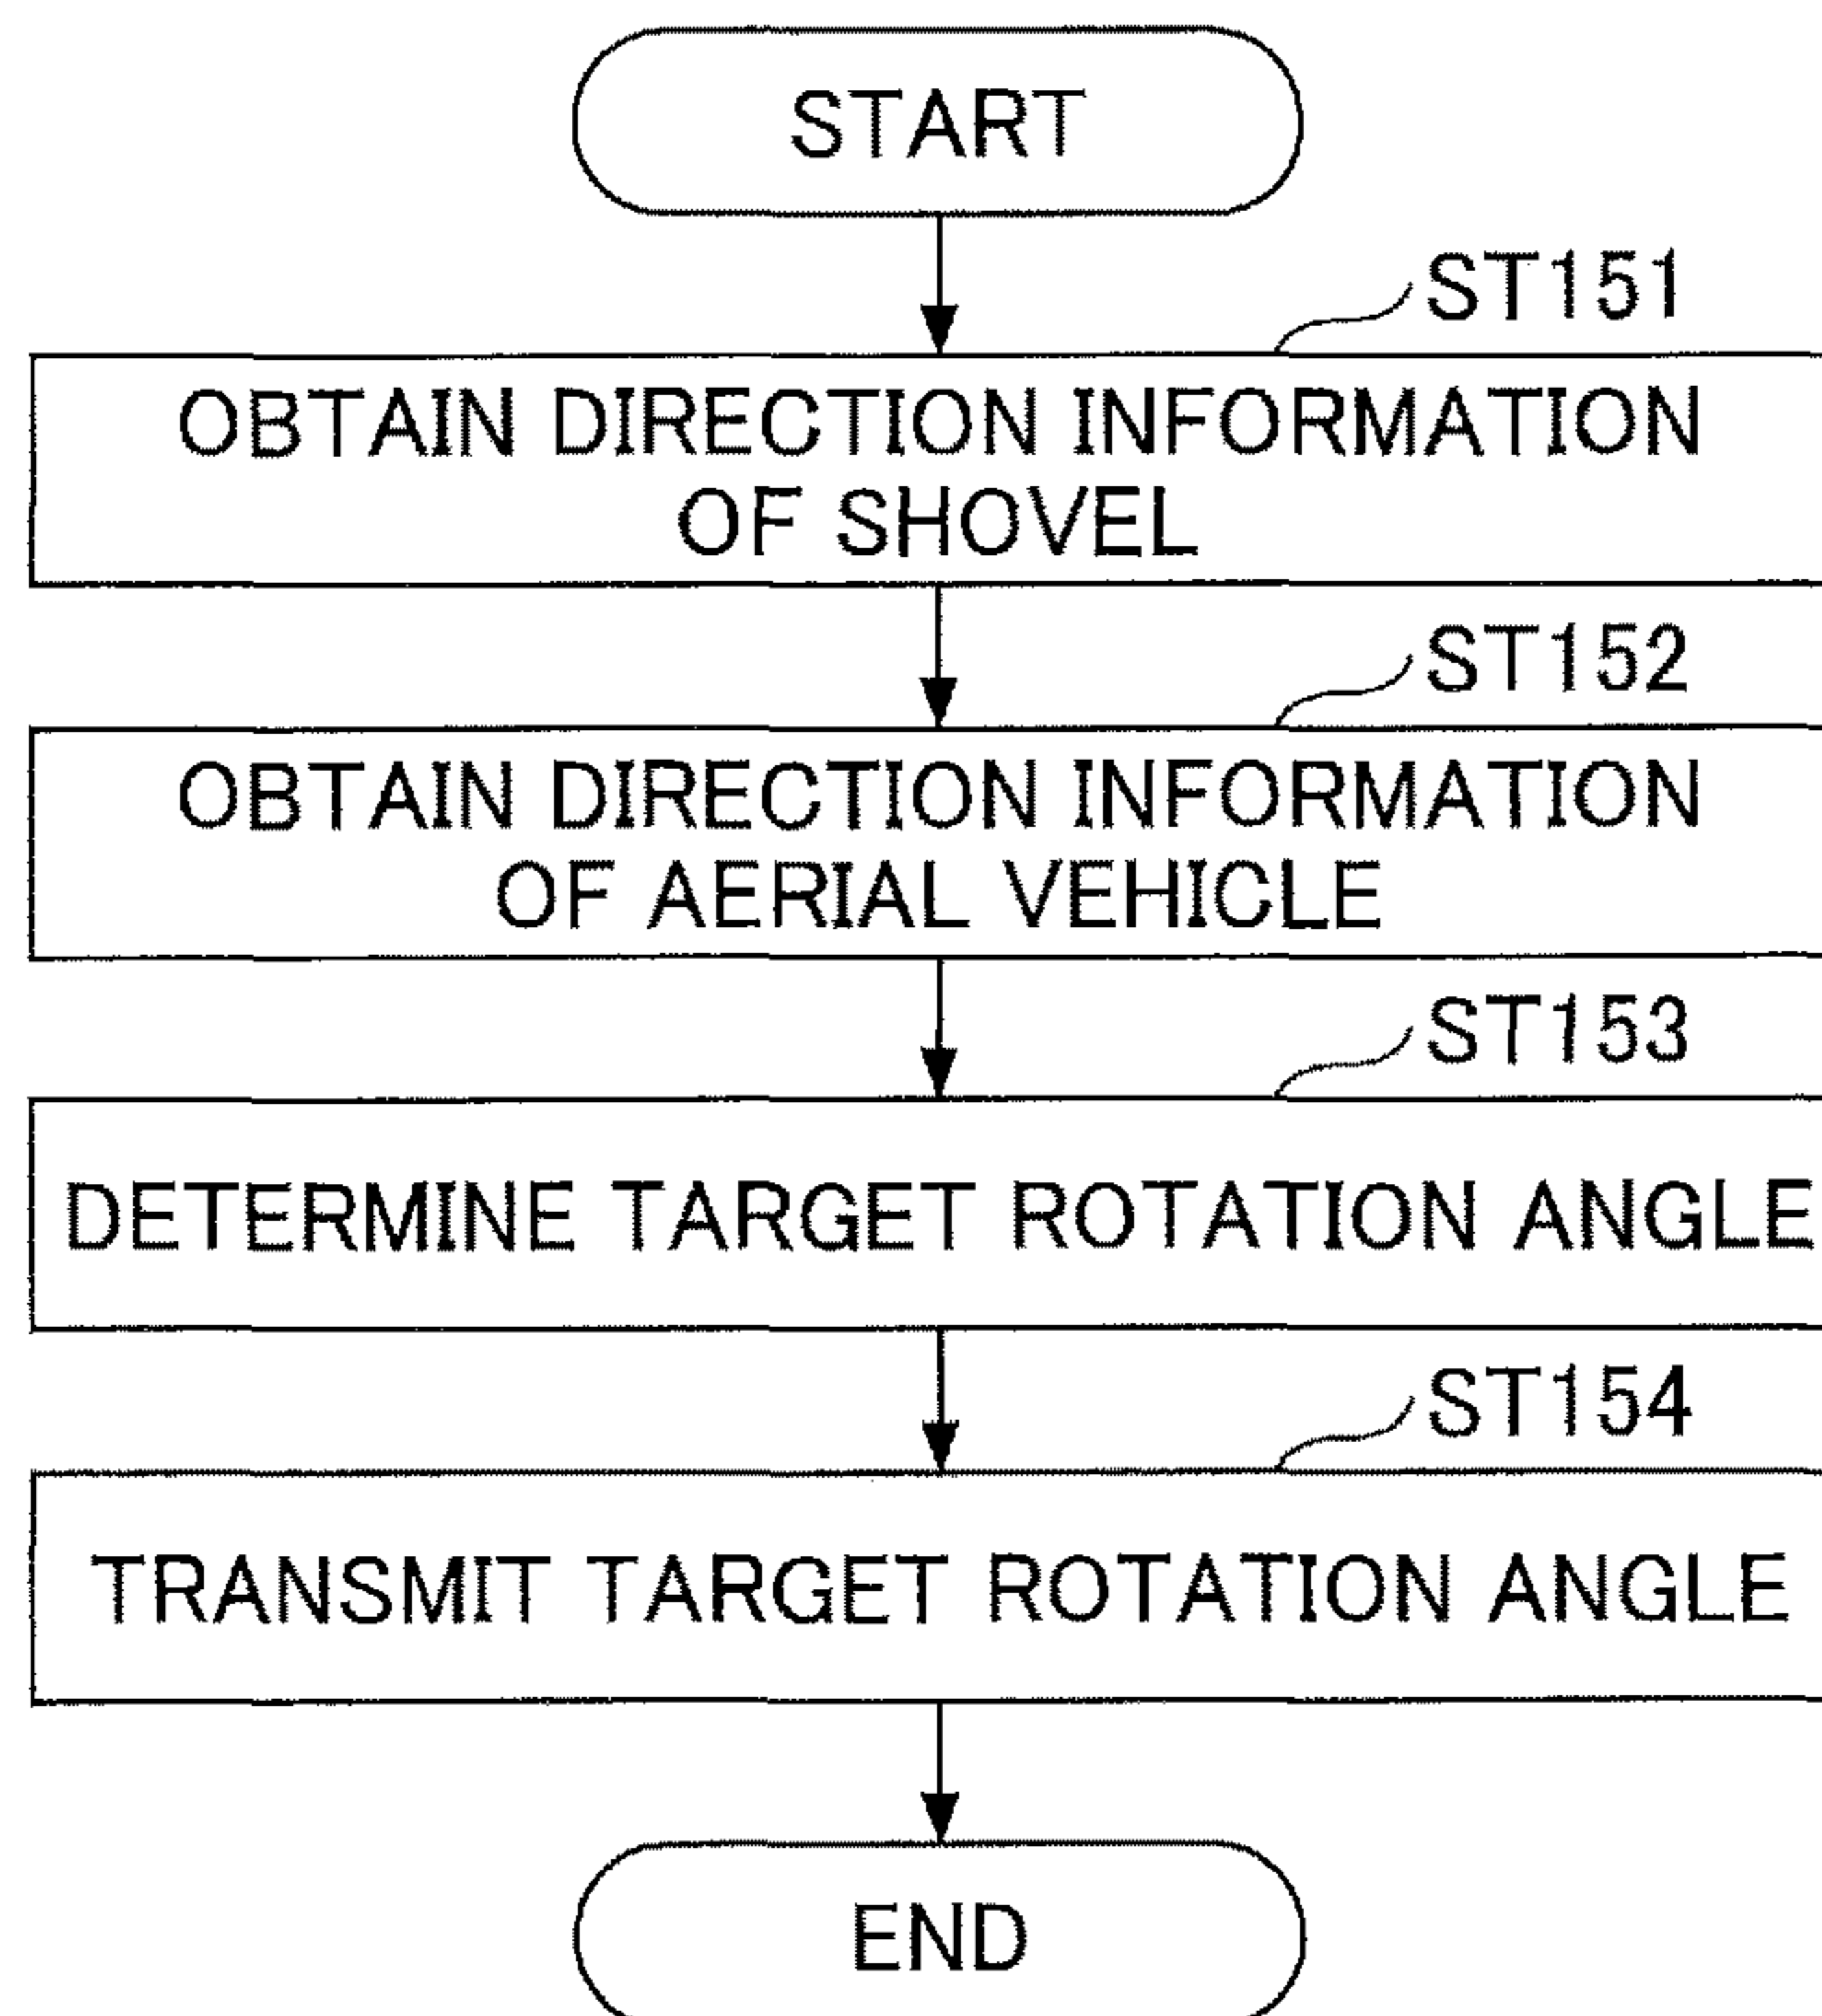 START
ST151
OBTAIN DIRECTION INFORMATION
OF SHOVEL
ST152
OBTAIN DIRECTION INFORMATION
OF AERIAL VEHICLE
ST153
DETERMINE TARGET ROTATION ANGLE
ST154
TRANSMIT TARGET ROTATION ANGLE
END